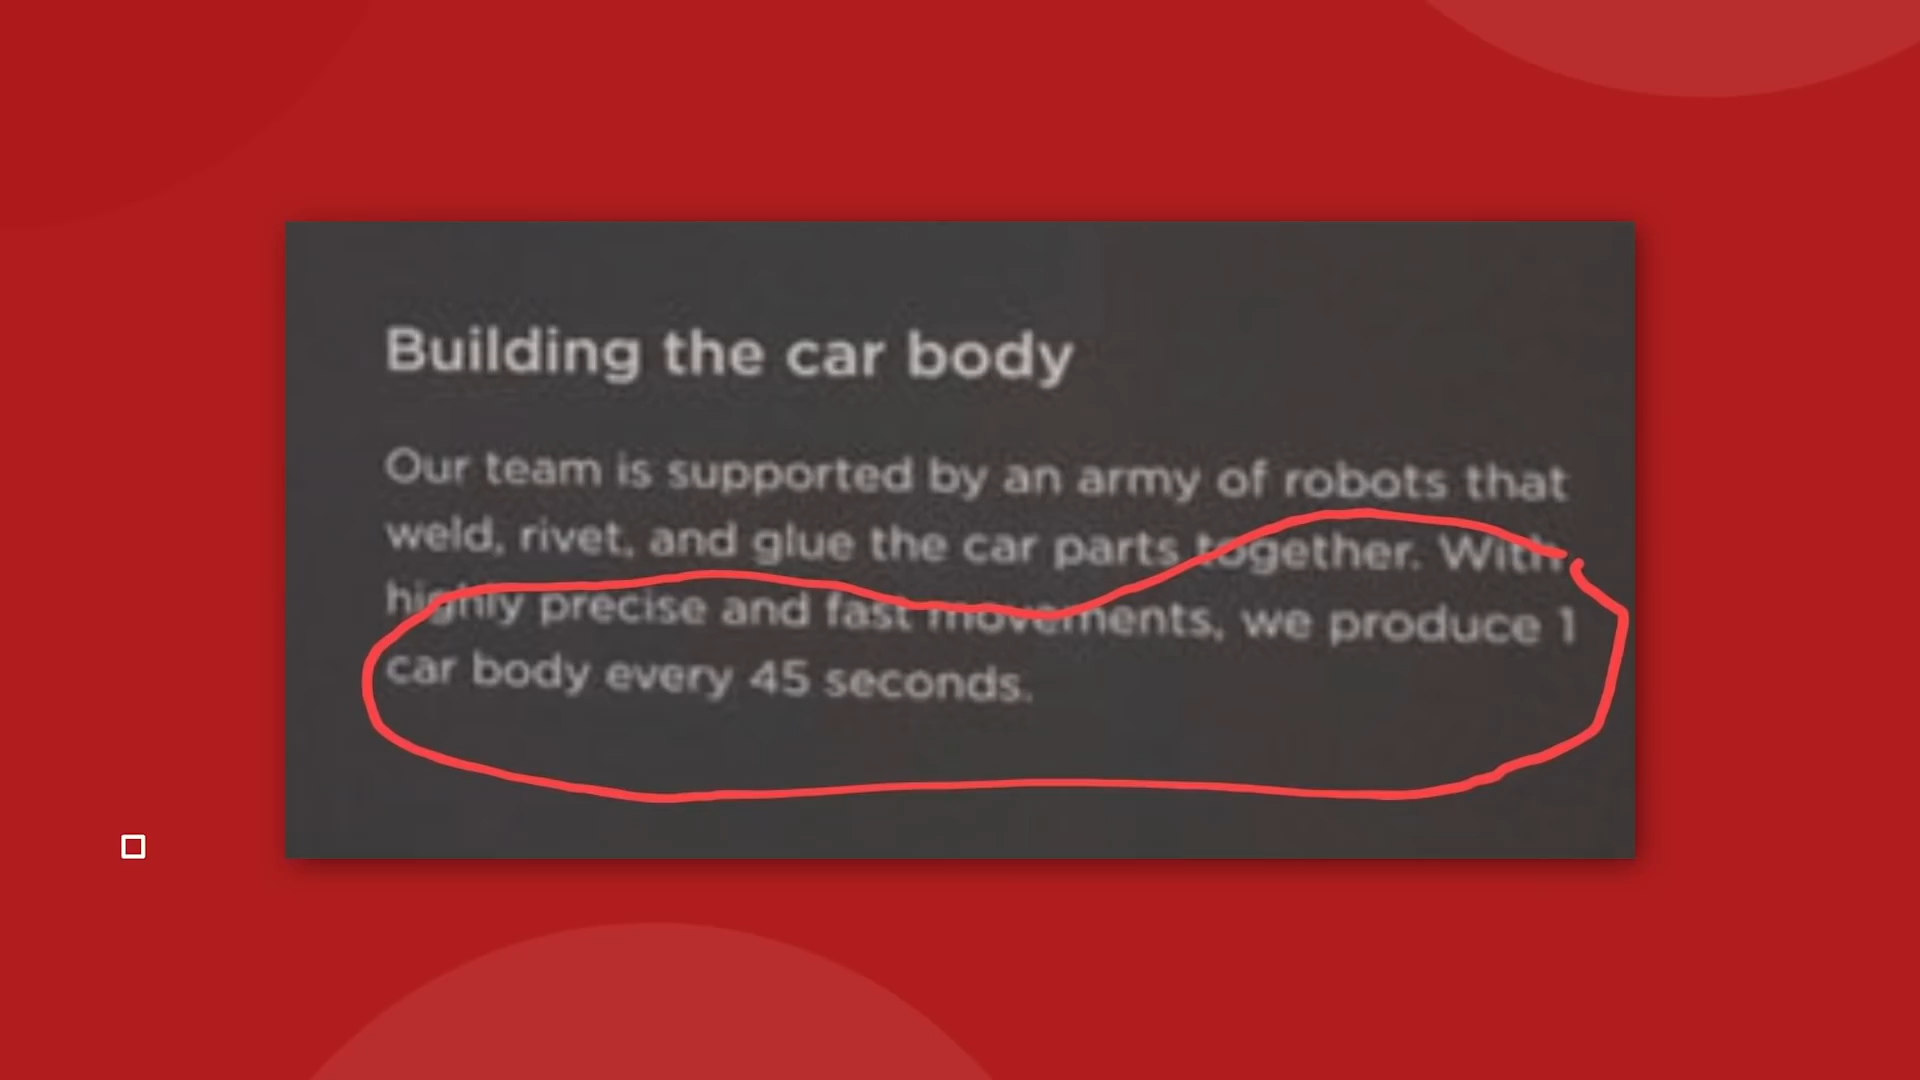 Building the car body
Our team is supported by an army of robots that
weld, rivet, and glue the car parts together. With
highly precise and fast movements, we produce 1
car body every 45 seconds.